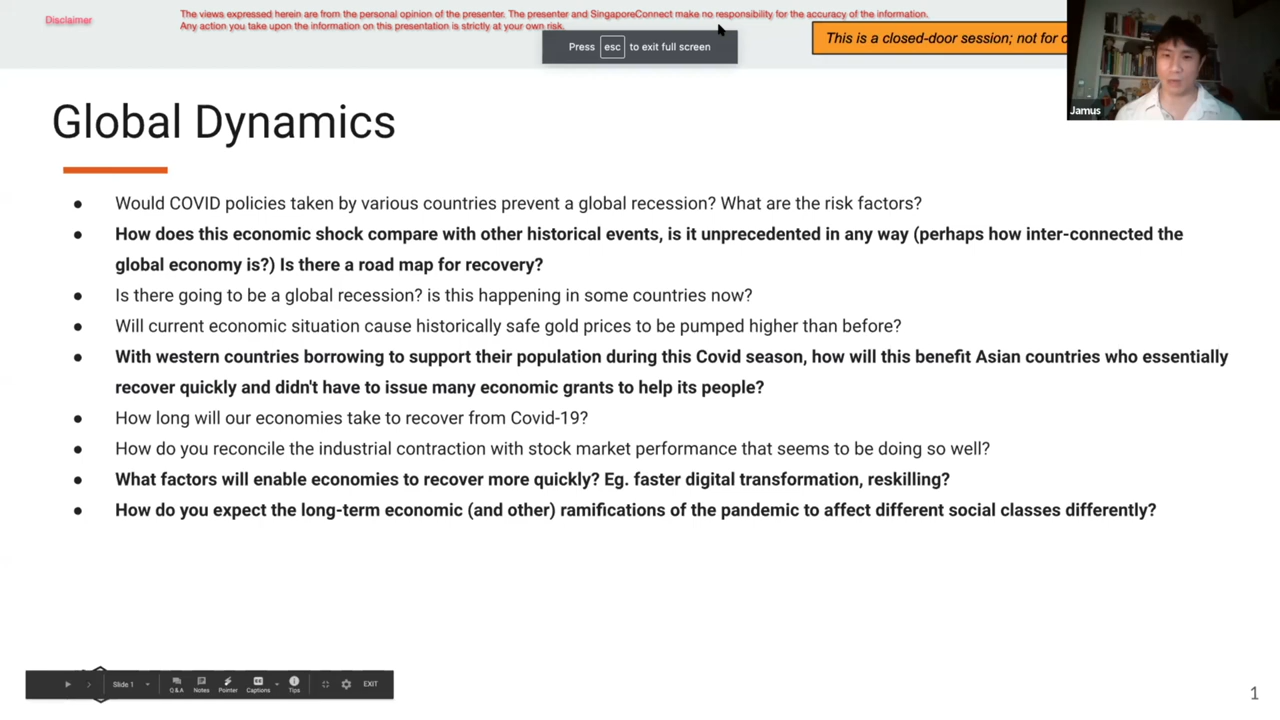 Disclaimer
The views expressed herein are from the personal opinion of the presenter. The presenter and SingaporeConnect make no responsibility for the accuracy of the information.
Any action you take upon the information on this presentation is strictly at your own risk.
Press esc to exit full screen
This is a closed-door session; not for
Jamus
Global Dynamics
● Would COVID policies taken by various countries prevent a global recession? What are the risk factors?
● How does this economic shock compare with other historical events, is it unprecedented in any way (perhaps how inter-connected the
global economy is?) Is there a road map for recovery?
● Is there going to be a global recession? is this happening in some countries now?
● Will current economic situation cause historically safe gold prices to be pumped higher than before?
● With western countries borrowing to support their population during this Covid season, how will this benefit Asian countries who essentially
recover quickly and didn't have to issue many economic grants to help its people?
● How long will our economies take to recover from Covid-19?
● How do you reconcile the industrial contraction with stock market performance that seems to be doing so well?
● What factors will enable economies to recover more quickly? Eg. faster digital transformation, reskilling?
● How do you expect the long-term economic (and other) ramifications of the pandemic to affect different social classes differently?
Slide 1
Q&A
Notes
Pointer
Captions
Tips
EXIT
1